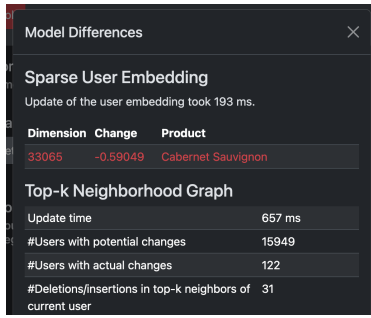 Model Differences
Sparse User Embedding
Update of the user embedding took 193 ms.
Dimension Change Product
33065 -0.59049 Cabernet Sauvignon
Top-k Neighborhood Graph
Update time 657 ms
#Users with potential changes 15949
#Users with actual changes 122
#Deletions/insertions in top-k neighbors of 31
current user